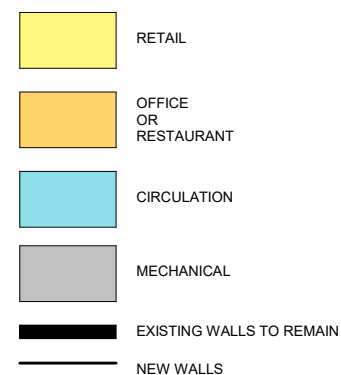 RETAIL
OFFICE
OR
RESTAURANT
CIRCULATION
MECHANICAL
EXISTING WALLS TO REMAIN
NEW WALLS